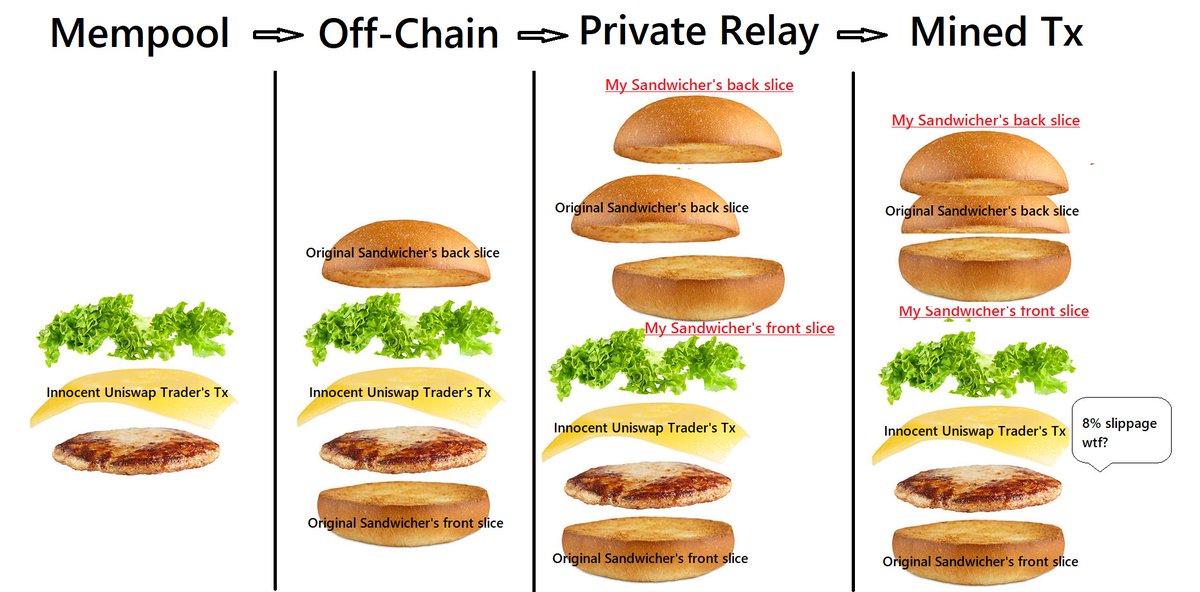 Mempool
Off-Chain
Private Relay
Mined Tx
Innocent Uniswap Trader's Tx
Original Sandwicher's back slice
Innocent Uniswap Trader's Tx
Original Sandwicher's front slice
My Sandwicher's back slice
Original Sandwicher's back slice
My Sandwicher's front slice
Innocent Uniswap Trader's Tx
Original Sandwicher's front slice
My Sandwicher's back slice
Original Sandwicher's back slice
My Sandwicher's front slice
Innocent Uniswap Trader's Tx
8% slippage
wtf?
Original Sandwicher's front slice